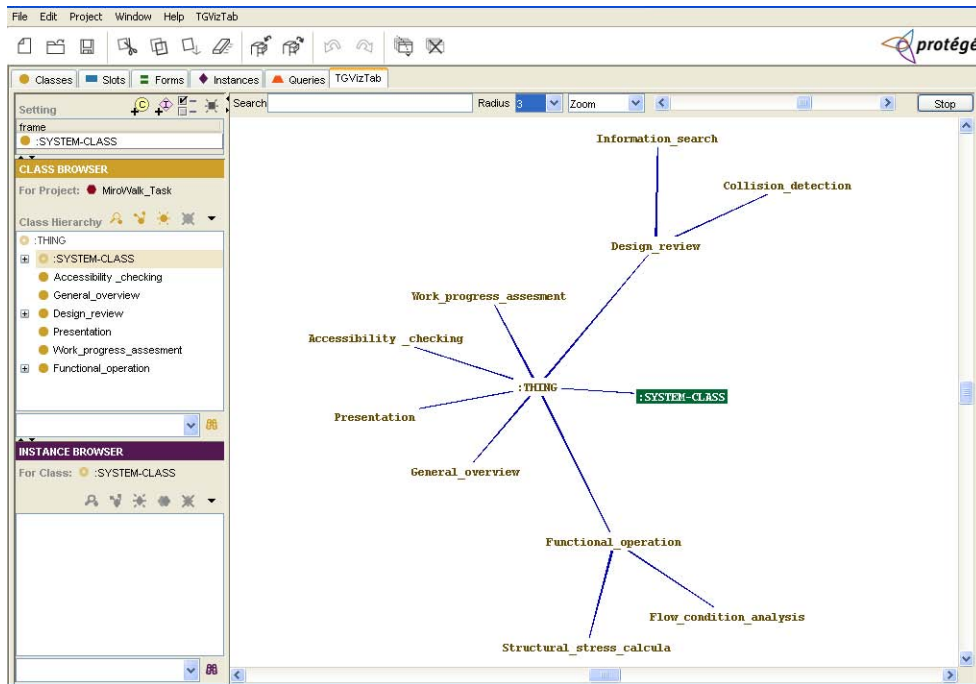 File Edit Project Window Help TGVizTab
protégé
Classes Slots Forms Instances Queries TGVizTab
Setting
Search Radius 3 Zoom Stop
frame
:SYSTEM-CLASS
CLASS BROWSER
For Project: MiroWalk_Task
Class Hierarchy
:THING
:SYSTEM-CLASS
Accessibility _checking
General_overview
Design_review
Presentation
Work_progress_assesment
Functional_operation
INSTANCE BROWSER
For Class: :SYSTEM-CLASS
Information_search
Collision_detection
Design_review
Work_progress_assesment
Accessibility _checking
:THING
:SYSTEM-CLASS
Presentation
General_overview
Functional_operation
Flow_condition_analysis
Structural_stress_calcula